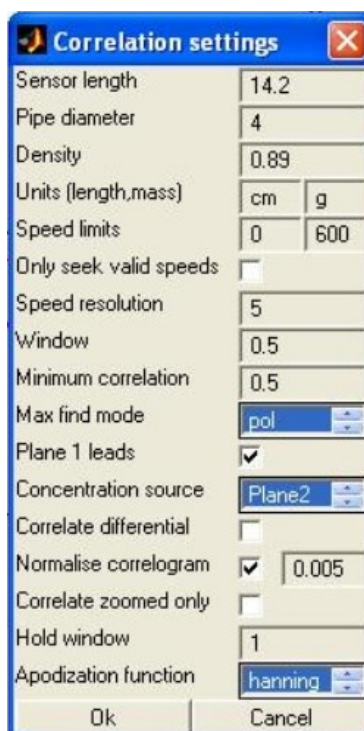 Correlation settings
Sensor length 14.2
Pipe diameter 4
Density 0.89
Units (length,mass) cm g
Speed limits 0 600
Only seek valid speeds
Speed resolution 5
Window 0.5
Minimum correlation 0.5
Max find mode pol
Plane 1 leads
Concentration source Plane2
Correlate differential
Normalise correlogram 0.005
Correlate zoomed only
Hold window 1
Apodization function hanning
Ok Cancel